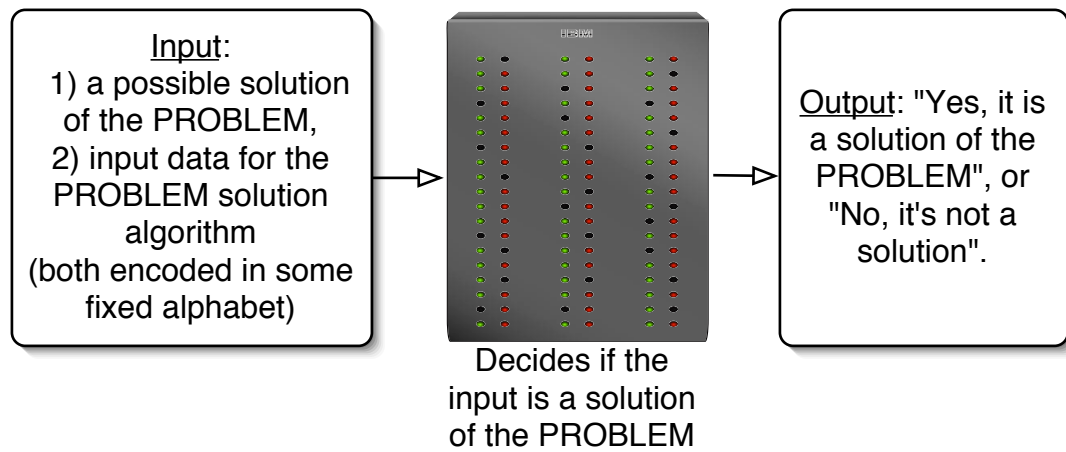 Input:
1) a possible solution
of the PROBLEM,
2) input data for the
PROBLEM solution
algorithm
(both encoded in some
fixed alphabet)
Decides if the
input is a solution
of the PROBLEM
Output: "Yes, it is
a solution of the
PROBLEM", or
"No, it's not a
solution".